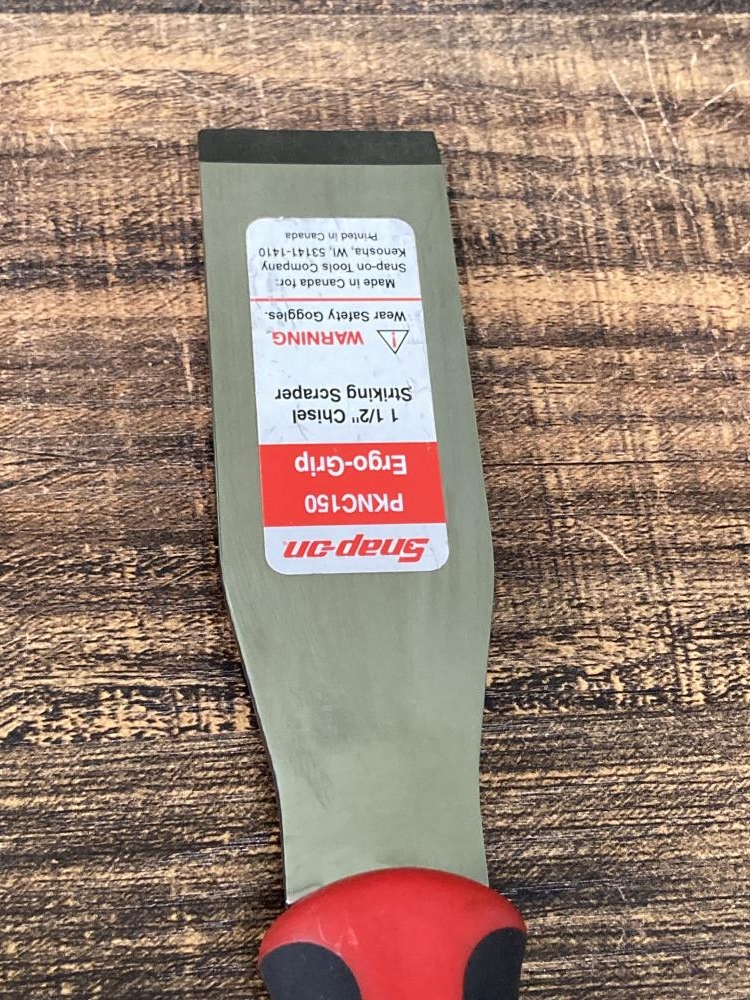 Snap-on
PKNC150
Ergo-Grip
1 1/2" Chisel
Striking Scraper
! WARNING
Wear Safety Goggles.
Made in Canada for:
Snap-on Tools Company
Kenosha, WI, 53141-1410
Printed in Canada